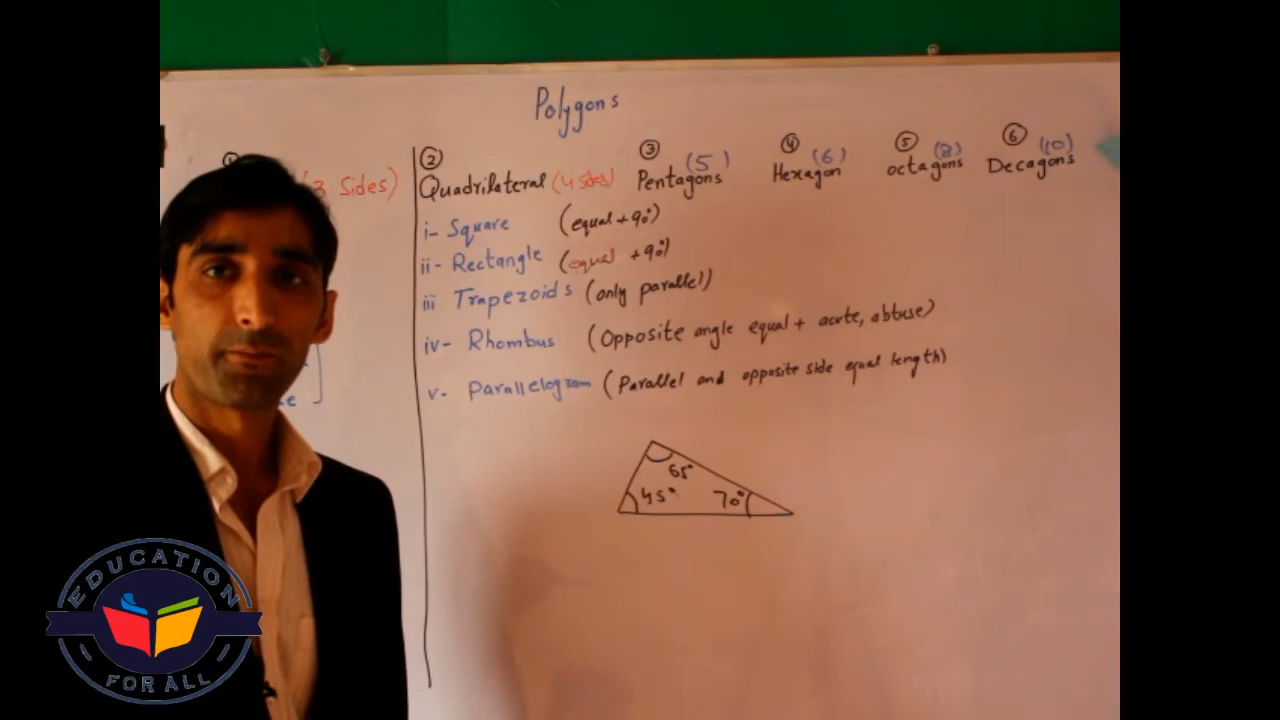 Polygons
(3 Sides)
② Quadrilateral (4 sides)
i- Square (equal + 90°)
ii- Rectangle (equal + 90°)
iii Trapezoids (only parallel)
iv- Rhombus (Opposite angle equal + acute, abtuse)
v- Parallelogram (Parallel and opposite side equal length)
③ Pentagons (5)
④ Hexagon (6)
⑤ octagons (8)
⑥ Decagons (10)
65°
45°
70°
EDUCATION
FOR ALL